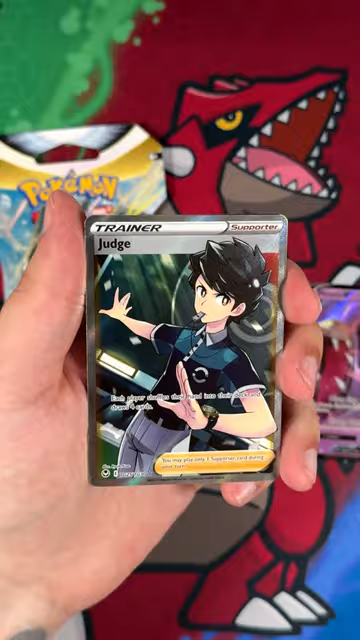 Pokémon
TRAINER
Supporter
Judge
Each player shuffles their hand into their deck and
draws 4 cards.
You may play only 1 Supporter card during
your turn.